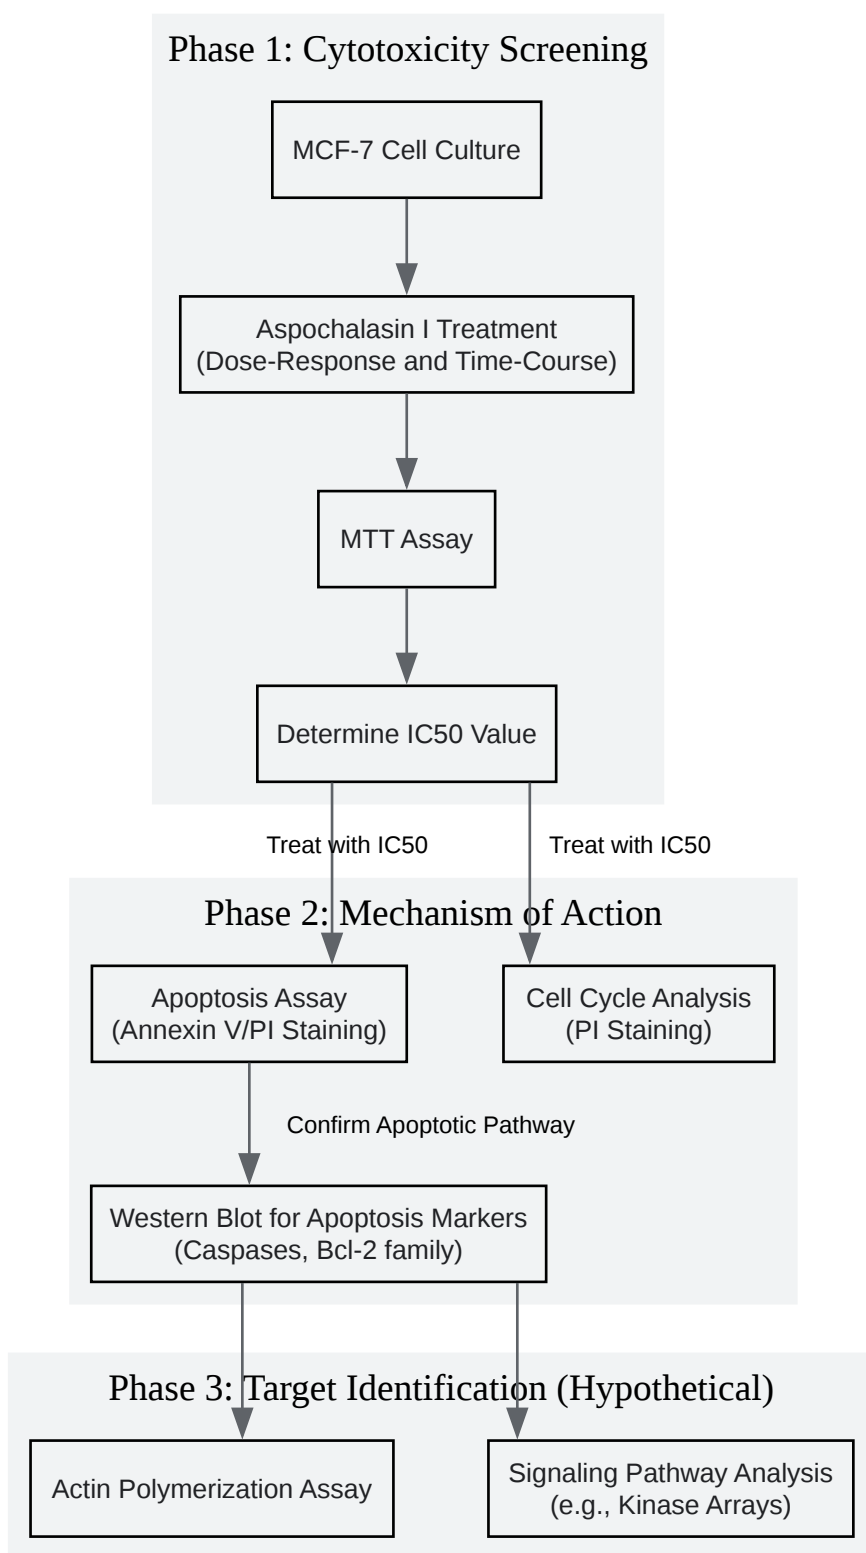 Phase 1: Cytotoxicity Screening
MCF-7 Cell Culture
Aspochalasin I Treatment
(Dose-Response and Time-Course)
MTT Assay
Determine IC50 Value
Treat with IC50
Treat with IC50
Phase 2: Mechanism of Action
Apoptosis Assay
(Annexin V/PI Staining)
Cell Cycle Analysis
(PI Staining)
Confirm Apoptotic Pathway
Western Blot for Apoptosis Markers
(Caspases, Bcl-2 family)
Phase 3: Target Identification (Hypothetical)
Actin Polymerization Assay
Signaling Pathway Analysis
(e.g., Kinase Arrays)